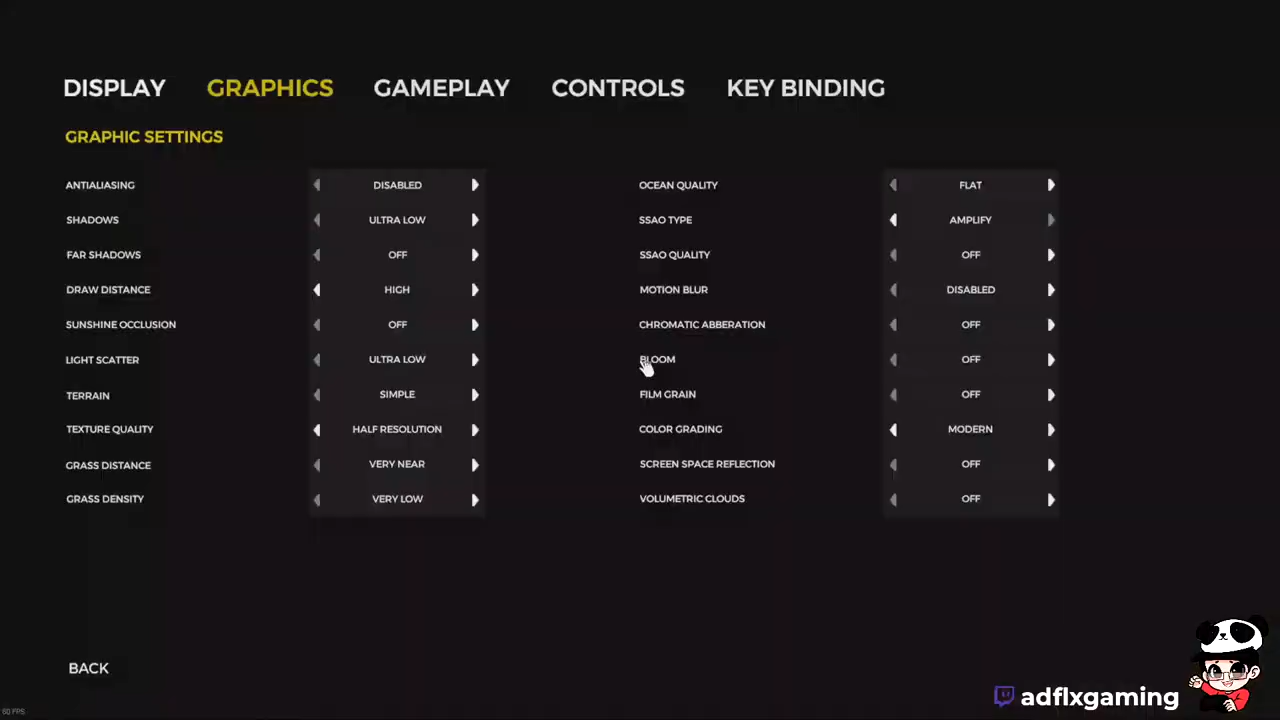 DISPLAY GRAPHICS GAMEPLAY CONTROLS KEY BINDING
GRAPHIC SETTINGS
ANTIALIASING DISABLED
SHADOWS ULTRA LOW
FAR SHADOWS OFF
DRAW DISTANCE HIGH
SUNSHINE OCCLUSION OFF
LIGHT SCATTER ULTRA LOW
TERRAIN SIMPLE
TEXTURE QUALITY HALF RESOLUTION
GRASS DISTANCE VERY NEAR
GRASS DENSITY VERY LOW
OCEAN QUALITY FLAT
SSAO TYPE AMPLIFY
SSAO QUALITY OFF
MOTION BLUR DISABLED
CHROMATIC ABBERATION OFF
BLOOM OFF
FILM GRAIN OFF
COLOR GRADING MODERN
SCREEN SPACE REFLECTION OFF
VOLUMETRIC CLOUDS OFF
BACK
adflxgaming
60 FPS